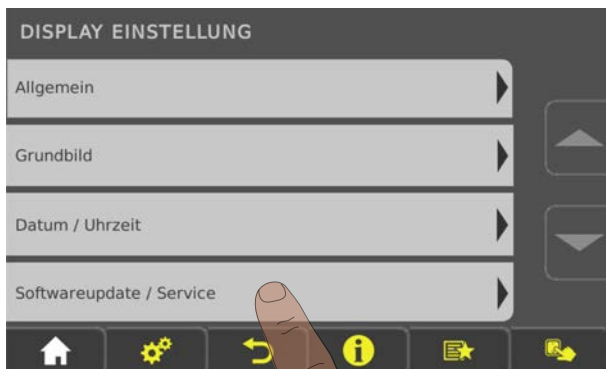 DISPLAY EINSTELLUNG
Allgemein
Grundbild
Datum / Uhrzeit
Softwareupdate / Service